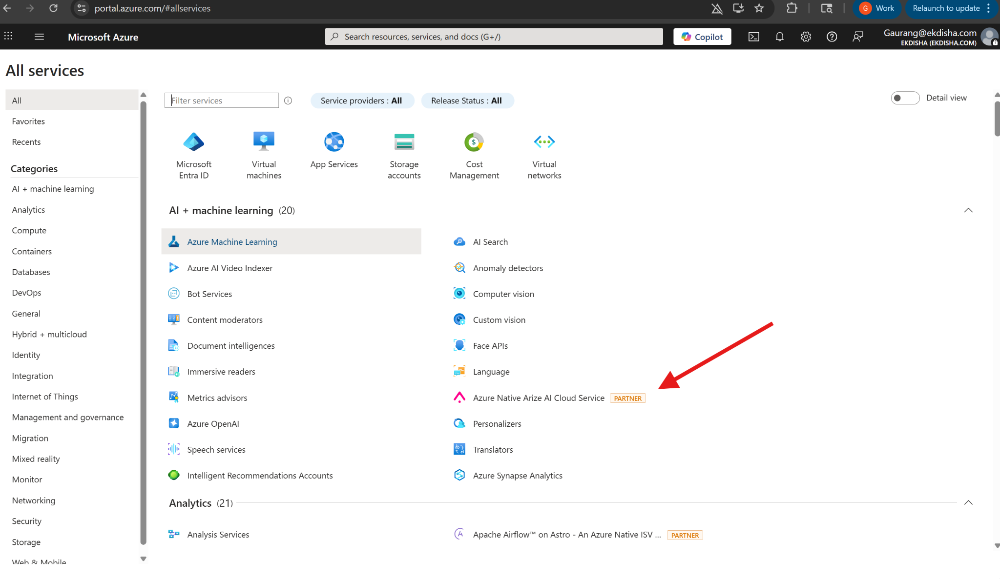 portal.azure.com/#allservices
G Work
Relaunch to update
Microsoft Azure
Search resources, services, and docs (G+/)
Copilot
Gaurang@ekdisha.com
EKDISHA (EKDISHA.COM)
All services
All
Favorites
Recents
Categories
AI + machine learning
Analytics
Compute
Containers
Databases
DevOps
General
Hybrid + multicloud
Identity
Integration
Internet of Things
Management and governance
Migration
Mixed reality
Monitor
Networking
Security
Storage
Web & Mobile
Filter services
Service providers : All
Release Status : All
Detail view
Microsoft
Entra ID
Virtual
machines
App Services
Storage
accounts
Cost
Management
Virtual
networks
AI + machine learning (20)
Azure Machine Learning
AI Search
Azure AI Video Indexer
Anomaly detectors
Bot Services
Computer vision
Content moderators
Custom vision
Document intelligences
Face APIs
Immersive readers
Language
Metrics advisors
Azure Native Arize AI Cloud Service PARTNER
Azure OpenAI
Personalizers
Speech services
Translators
Intelligent Recommendations Accounts
Azure Synapse Analytics
Analytics (21)
Analysis Services
Apache Airflow™ on Astro - An Azure Native ISV ... PARTNER